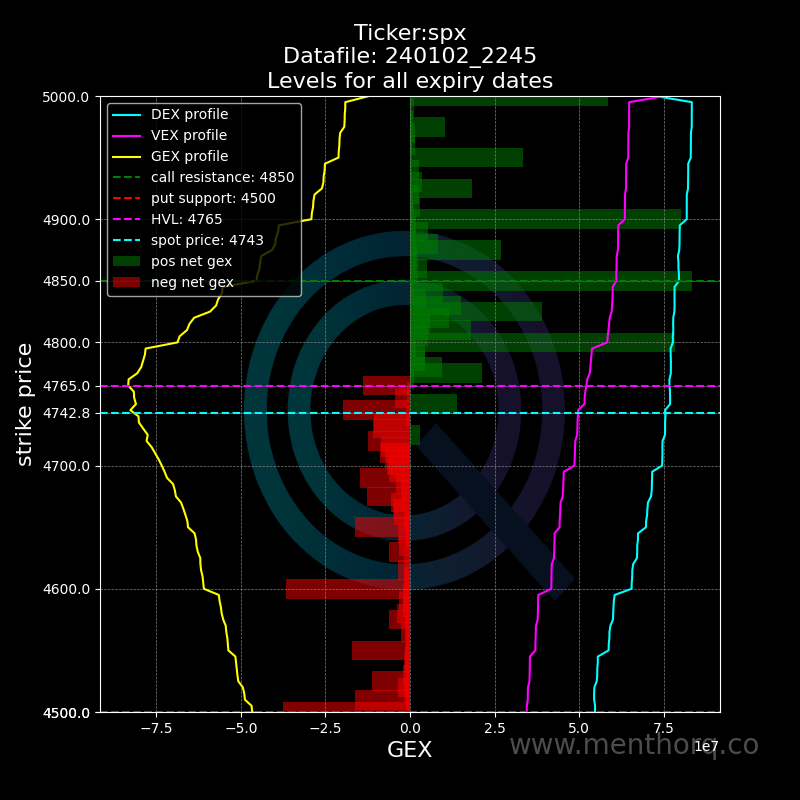 Ticker:spx
Datafile: 240102_2245
Levels for all expiry dates
5000.0
DEX profile
VEX profile
GEX profile
call resistance: 4850
put support: 4500
HVL: 4765
spot price: 4743
pos net gex
neg net gex
4900.0
4850.0
4800.0
4765.0
4742.8
4700.0
4600.0
4500.0
strike price
−7.5
−5.0
−2.5
0.0
2.5
5.0
7.5
1e7
GEX
www.menthorq.co